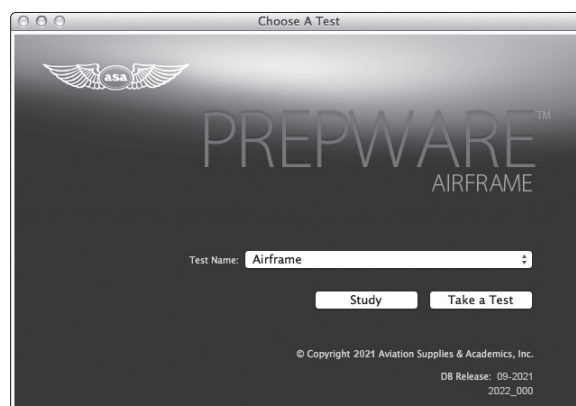 Choose A Test
asa
PREPWARE™
AIRFRAME
Test Name: Airframe
Study Take a Test
© Copyright 2021 Aviation Supplies & Academics, Inc.
DB Release: 09-2021
2022_000